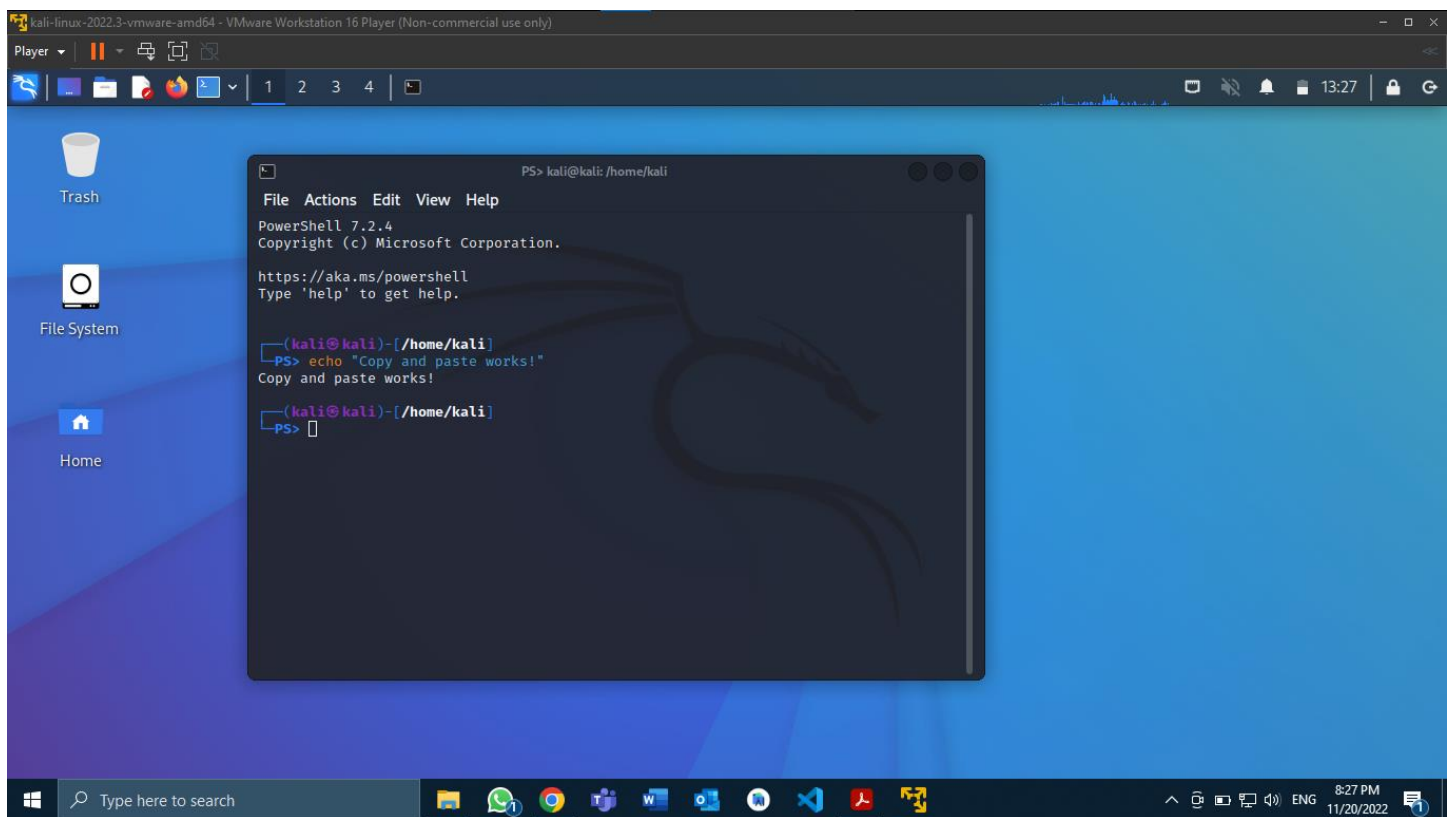 kali-linux-2022.3-vmware-amd64 - VMware Workstation 16 Player (Non-commercial use only)
Player
1 2 3 4
13:27
Trash
File System
Home
PS> kali@kali: /home/kali
File Actions Edit View Help
PowerShell 7.2.4
Copyright (c) Microsoft Corporation.
https://aka.ms/powershell
Type 'help' to get help.
┌──(kali㉿kali)-[/home/kali]
└─PS> echo "Copy and paste works!"
Copy and paste works!
┌──(kali㉿kali)-[/home/kali]
└─PS>
Type here to search
1
ENG
8:27 PM
11/20/2022
1